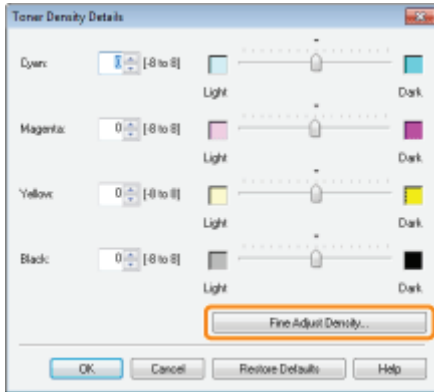 Toner Density Details
Cyan: 0 [-8 to 8]
Light Dark
Magenta: 0 [-8 to 8]
Light Dark
Yellow: 0 [-8 to 8]
Light Dark
Black: 0 [-8 to 8]
Light Dark
Fine Adjust Density...
OK Cancel Restore Defaults Help